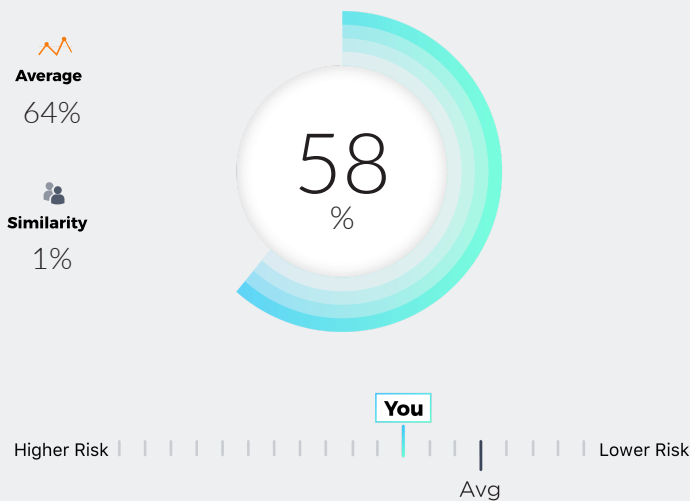 Average
64%
Similarity
1%
58
%
You
Higher Risk
Lower Risk
Avg